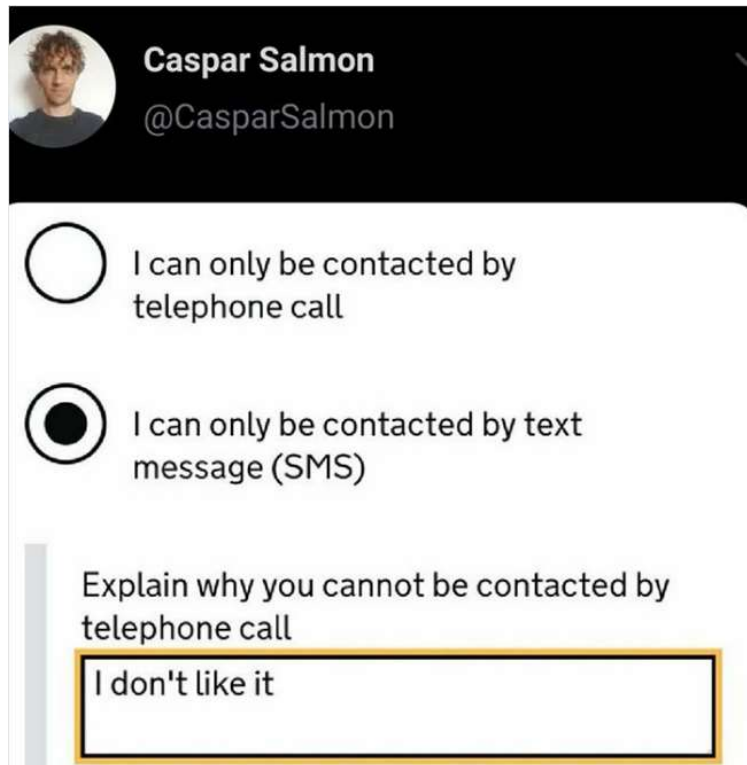 Caspar Salmon
@CasparSalmon
I can only be contacted by
telephone call
I can only be contacted by text
message (SMS)
Explain why you cannot be contacted by
telephone call
I don't like it